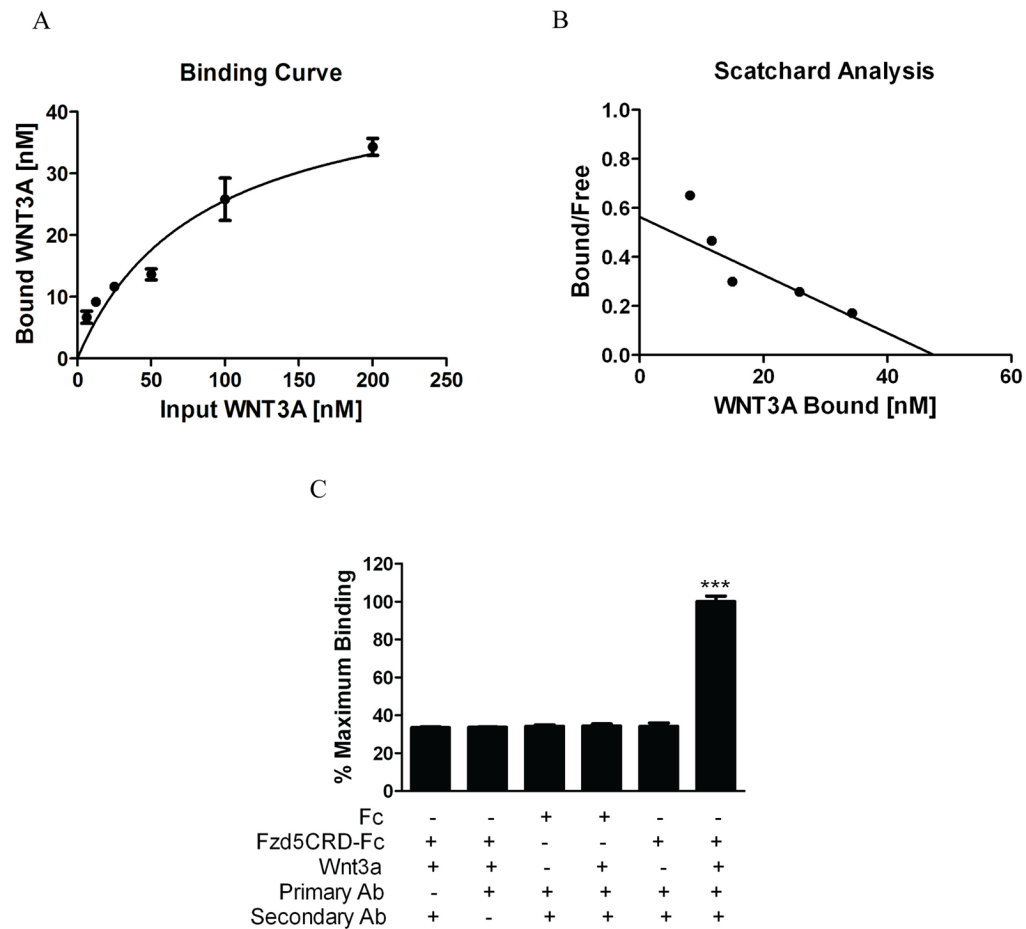 A
Binding Curve
Bound WNT3A [nM]
40
30
20
10
0
0 50 100 150 200 250
Input WNT3A [nM]
B
Scatchard Analysis
Bound/Free
1.0
0.8
0.6
0.4
0.2
0.0
0 20 40 60
WNT3A Bound [nM]
C
% Maximum Binding
120
100
80
60
40
20
0
***
Fc - - + + - -
Fzd5CRD-Fc + + - - + +
Wnt3a + + - + - +
Primary Ab - + + + + +
Secondary Ab + - + + + +